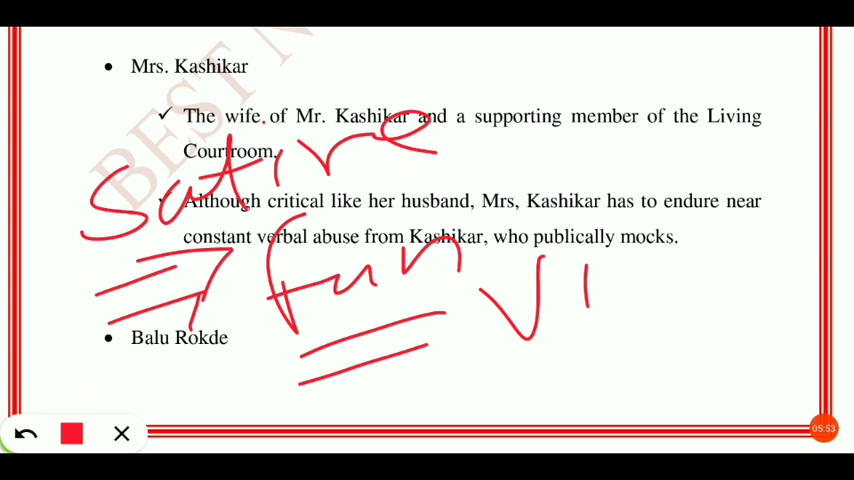 BEST N
• Mrs. Kashikar
✓ The wife of Mr. Kashikar and a supporting member of the Living
Courtroom.
✓ Although critical like her husband, Mrs, Kashikar has to endure near
constant verbal abuse from Kashikar, who publically mocks.
Satire
fun VI
• Balu Rokde
05:53